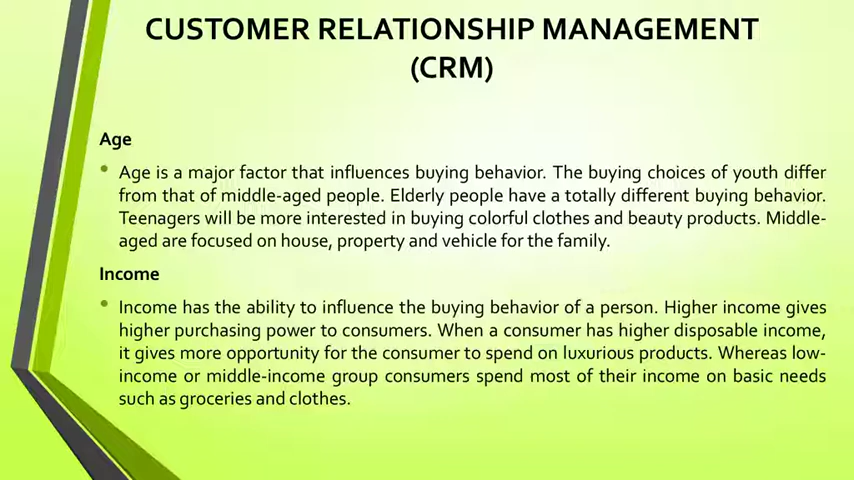 CUSTOMER RELATIONSHIP MANAGEMENT
(CRM)
Age
• Age is a major factor that influences buying behavior. The buying choices of youth differ
from that of middle-aged people. Elderly people have a totally different buying behavior.
Teenagers will be more interested in buying colorful clothes and beauty products. Middle-
aged are focused on house, property and vehicle for the family.
Income
• Income has the ability to influence the buying behavior of a person. Higher income gives
higher purchasing power to consumers. When a consumer has higher disposable income,
it gives more opportunity for the consumer to spend on luxurious products. Whereas low-
income or middle-income group consumers spend most of their income on basic needs
such as groceries and clothes.